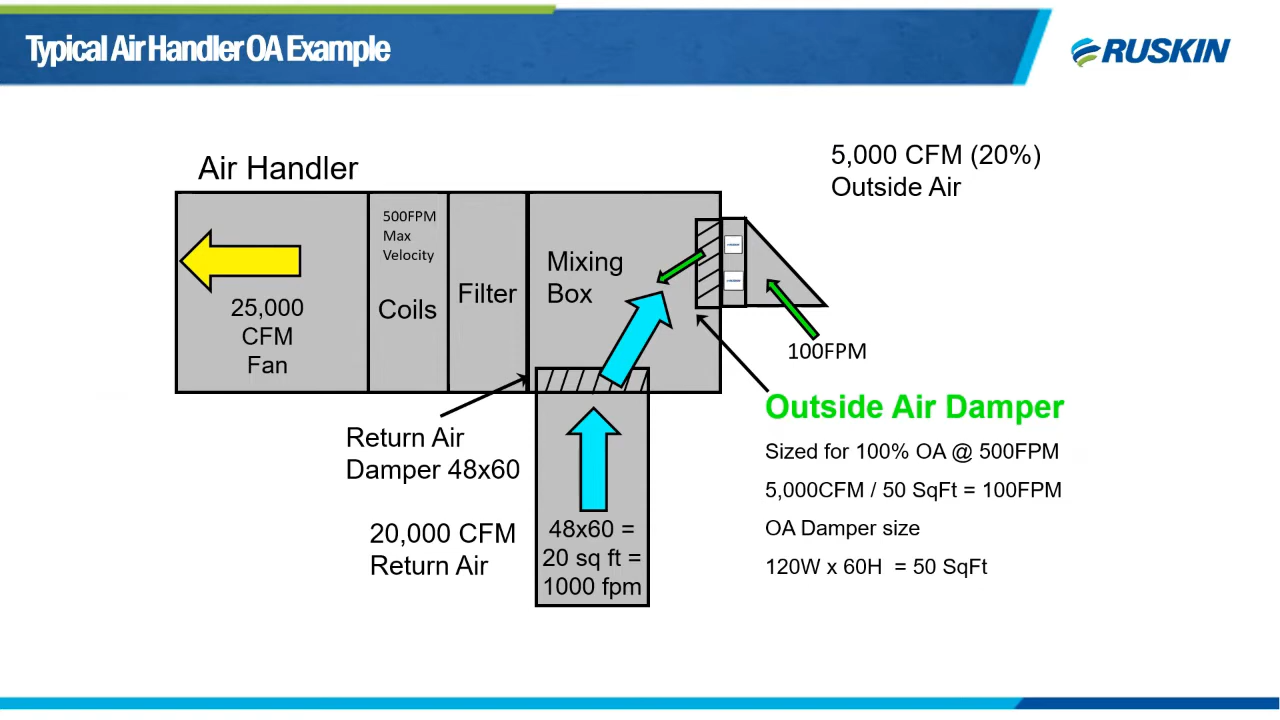 Typical Air Handler OA Example
RUSKIN
5,000 CFM (20%)
Outside Air
Air Handler
500FPM
Max
Velocity
Coils
Filter
Mixing
Box
25,000
CFM
Fan
100FPM
Outside Air Damper
Sized for 100% OA @ 500FPM
5,000CFM / 50 SqFt = 100FPM
OA Damper size
120W x 60H = 50 SqFt
Return Air
Damper 48x60
20,000 CFM
Return Air
48x60 =
20 sq ft =
1000 fpm